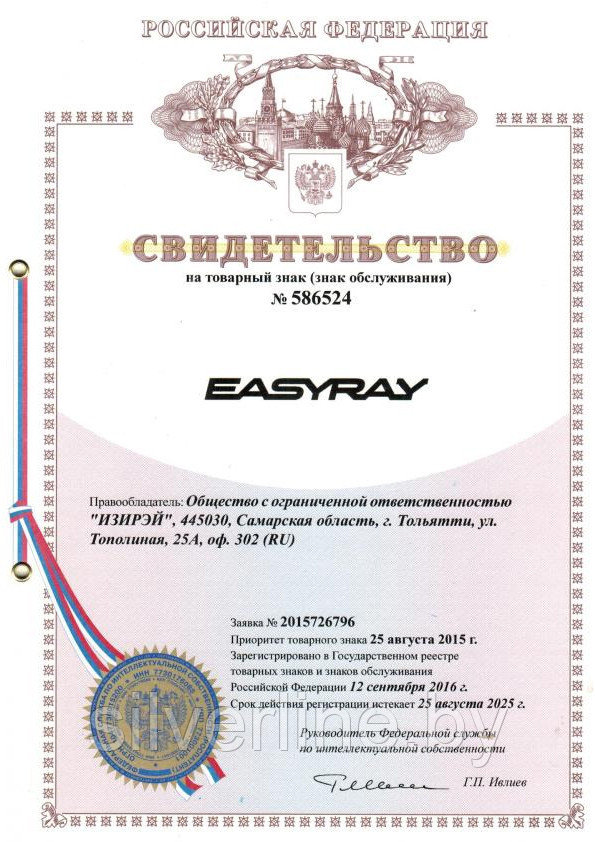 РОССИЙСКАЯ ФЕДЕРАЦИЯ
СВИДЕТЕЛЬСТВО
на товарный знак (знак обслуживания)
№ 586524
EASYRAY
Правообладатель: Общество с ограниченной ответственностью
"ИЗИРЭЙ", 445030, Самарская область, г. Тольятти, ул.
Тополиная, 25А, оф. 302 (RU)
Заявка № 2015726796
Приоритет товарного знака 25 августа 2015 г.
Зарегистрировано в Государственном реестре
товарных знаков и знаков обслуживания
Российской Федерации 12 сентября 2016 г.
Срок действия регистрации истекает 25 августа 2025 г.
Руководитель Федеральной службы
по интеллектуальной собственности
Г.П. Ивлиев
silverline.by